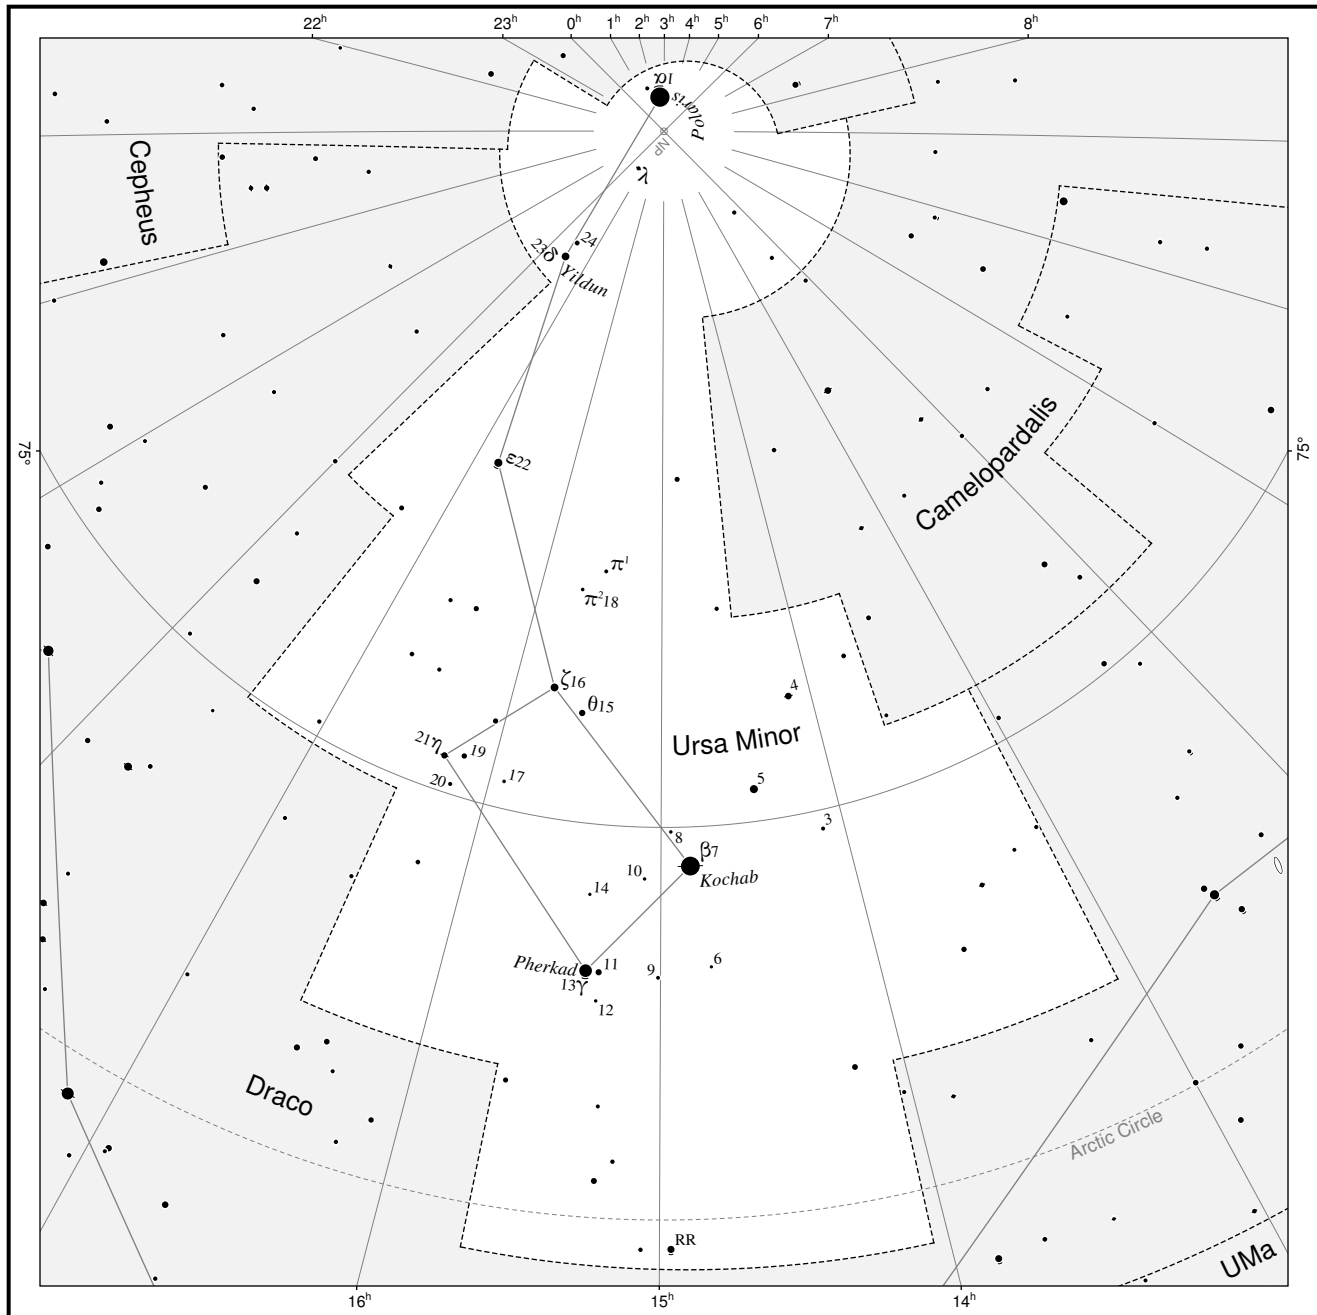 22h 23h 0h 1h 2h 3h 4h 5h 6h 7h 8h
α1
Polaris
NP
λ
Cepheus
24
23δ
Yildun
75°
75°
ε22
Camelopardalis
π1
π218
ζ16
θ15
4
Ursa Minor
21η
19
20
17
5
3
8
β7
Kochab
10
14
Pherkad
11
13γ
12
9
6
Draco
Arctic Circle
RR
UMa
16h 15h 14h